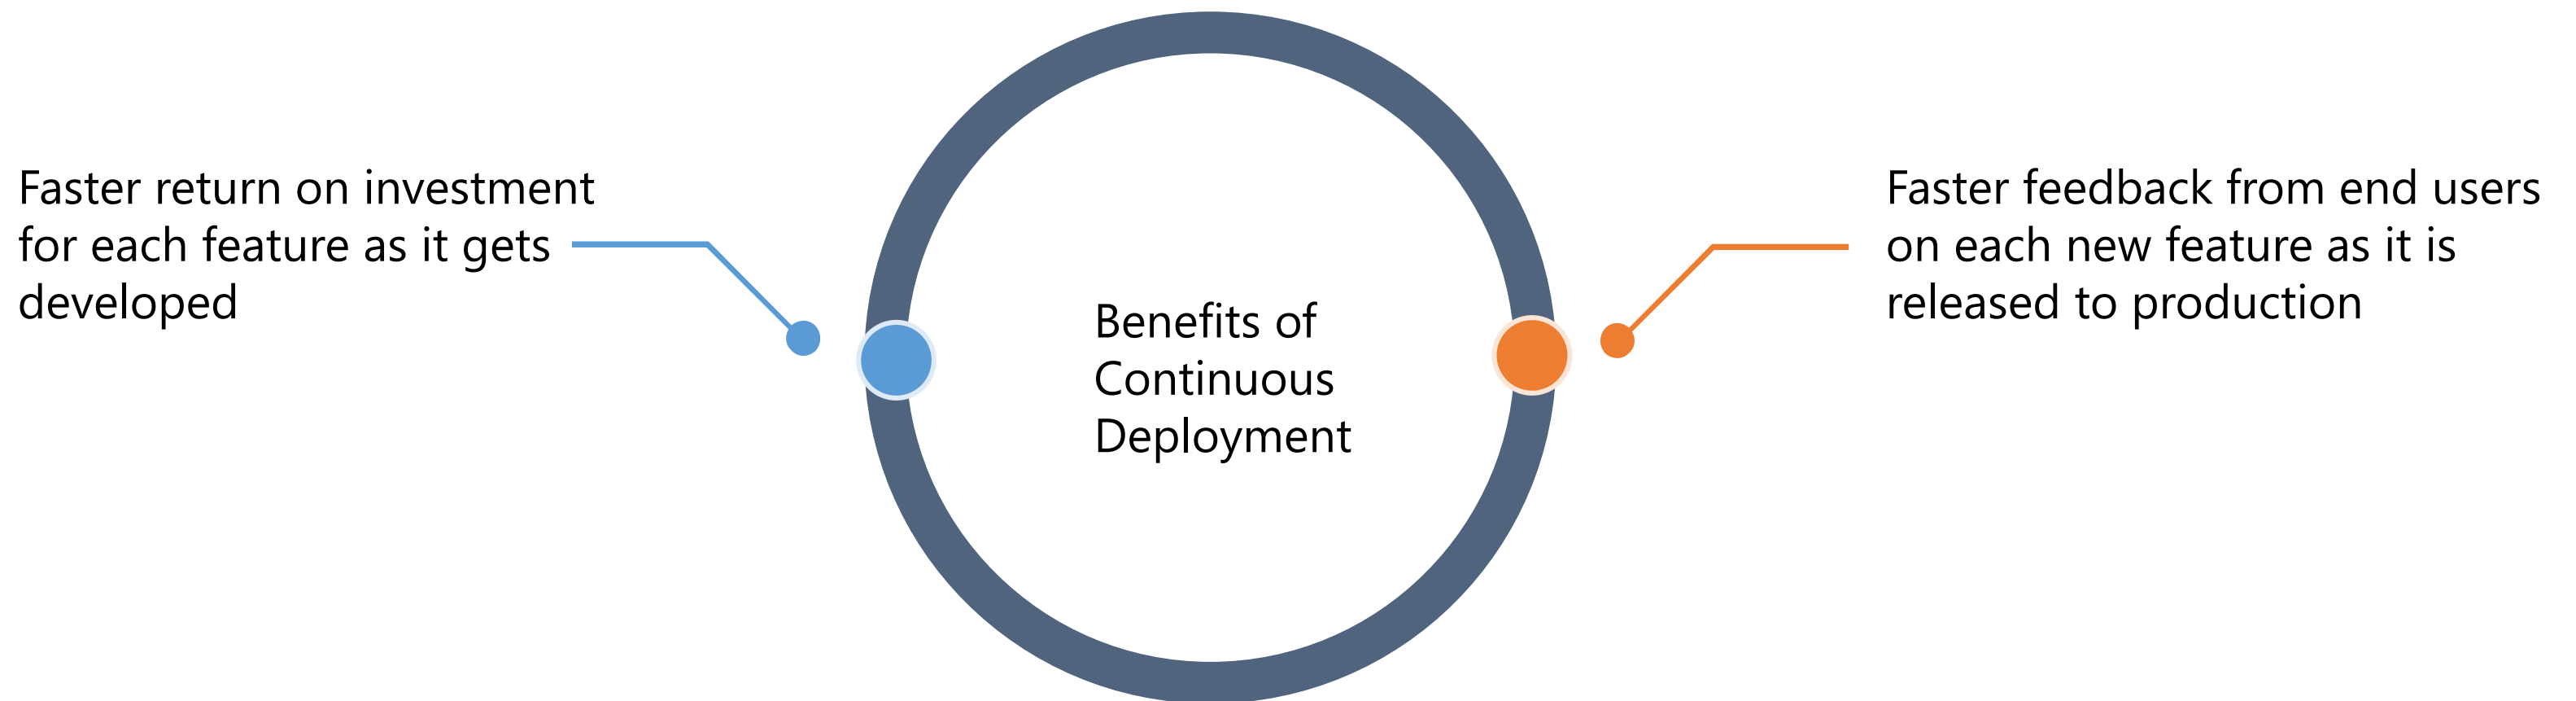 Faster return on investment
for each feature as it gets
developed
Benefits of
Continuous
Deployment
Faster feedback from end users
on each new feature as it is
released to production